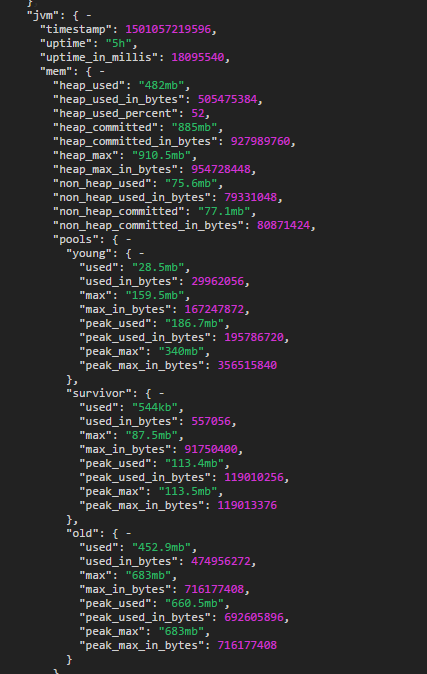 }
"jvm": { -
"timestamp": 1501057219596,
"uptime": "5h",
"uptime_in_millis": 18095540,
"mem": { -
"heap_used": "482mb",
"heap_used_in_bytes": 505475384,
"heap_used_percent": 52,
"heap_committed": "885mb",
"heap_committed_in_bytes": 927989760,
"heap_max": "910.5mb",
"heap_max_in_bytes": 954728448,
"non_heap_used": "75.6mb",
"non_heap_used_in_bytes": 79331048,
"non_heap_committed": "77.1mb",
"non_heap_committed_in_bytes": 80871424,
"pools": { -
"young": { -
"used": "28.5mb",
"used_in_bytes": 29962056,
"max": "159.5mb",
"max_in_bytes": 167247872,
"peak_used": "186.7mb",
"peak_used_in_bytes": 195786720,
"peak_max": "340mb",
"peak_max_in_bytes": 356515840
},
"survivor": { -
"used": "544kb",
"used_in_bytes": 557056,
"max": "87.5mb",
"max_in_bytes": 91750400,
"peak_used": "113.4mb",
"peak_used_in_bytes": 119010256,
"peak_max": "113.5mb",
"peak_max_in_bytes": 119013376
},
"old": { -
"used": "452.9mb",
"used_in_bytes": 474956272,
"max": "683mb",
"max_in_bytes": 716177408,
"peak_used": "660.5mb",
"peak_used_in_bytes": 692605896,
"peak_max": "683mb",
"peak_max_in_bytes": 716177408
}
}